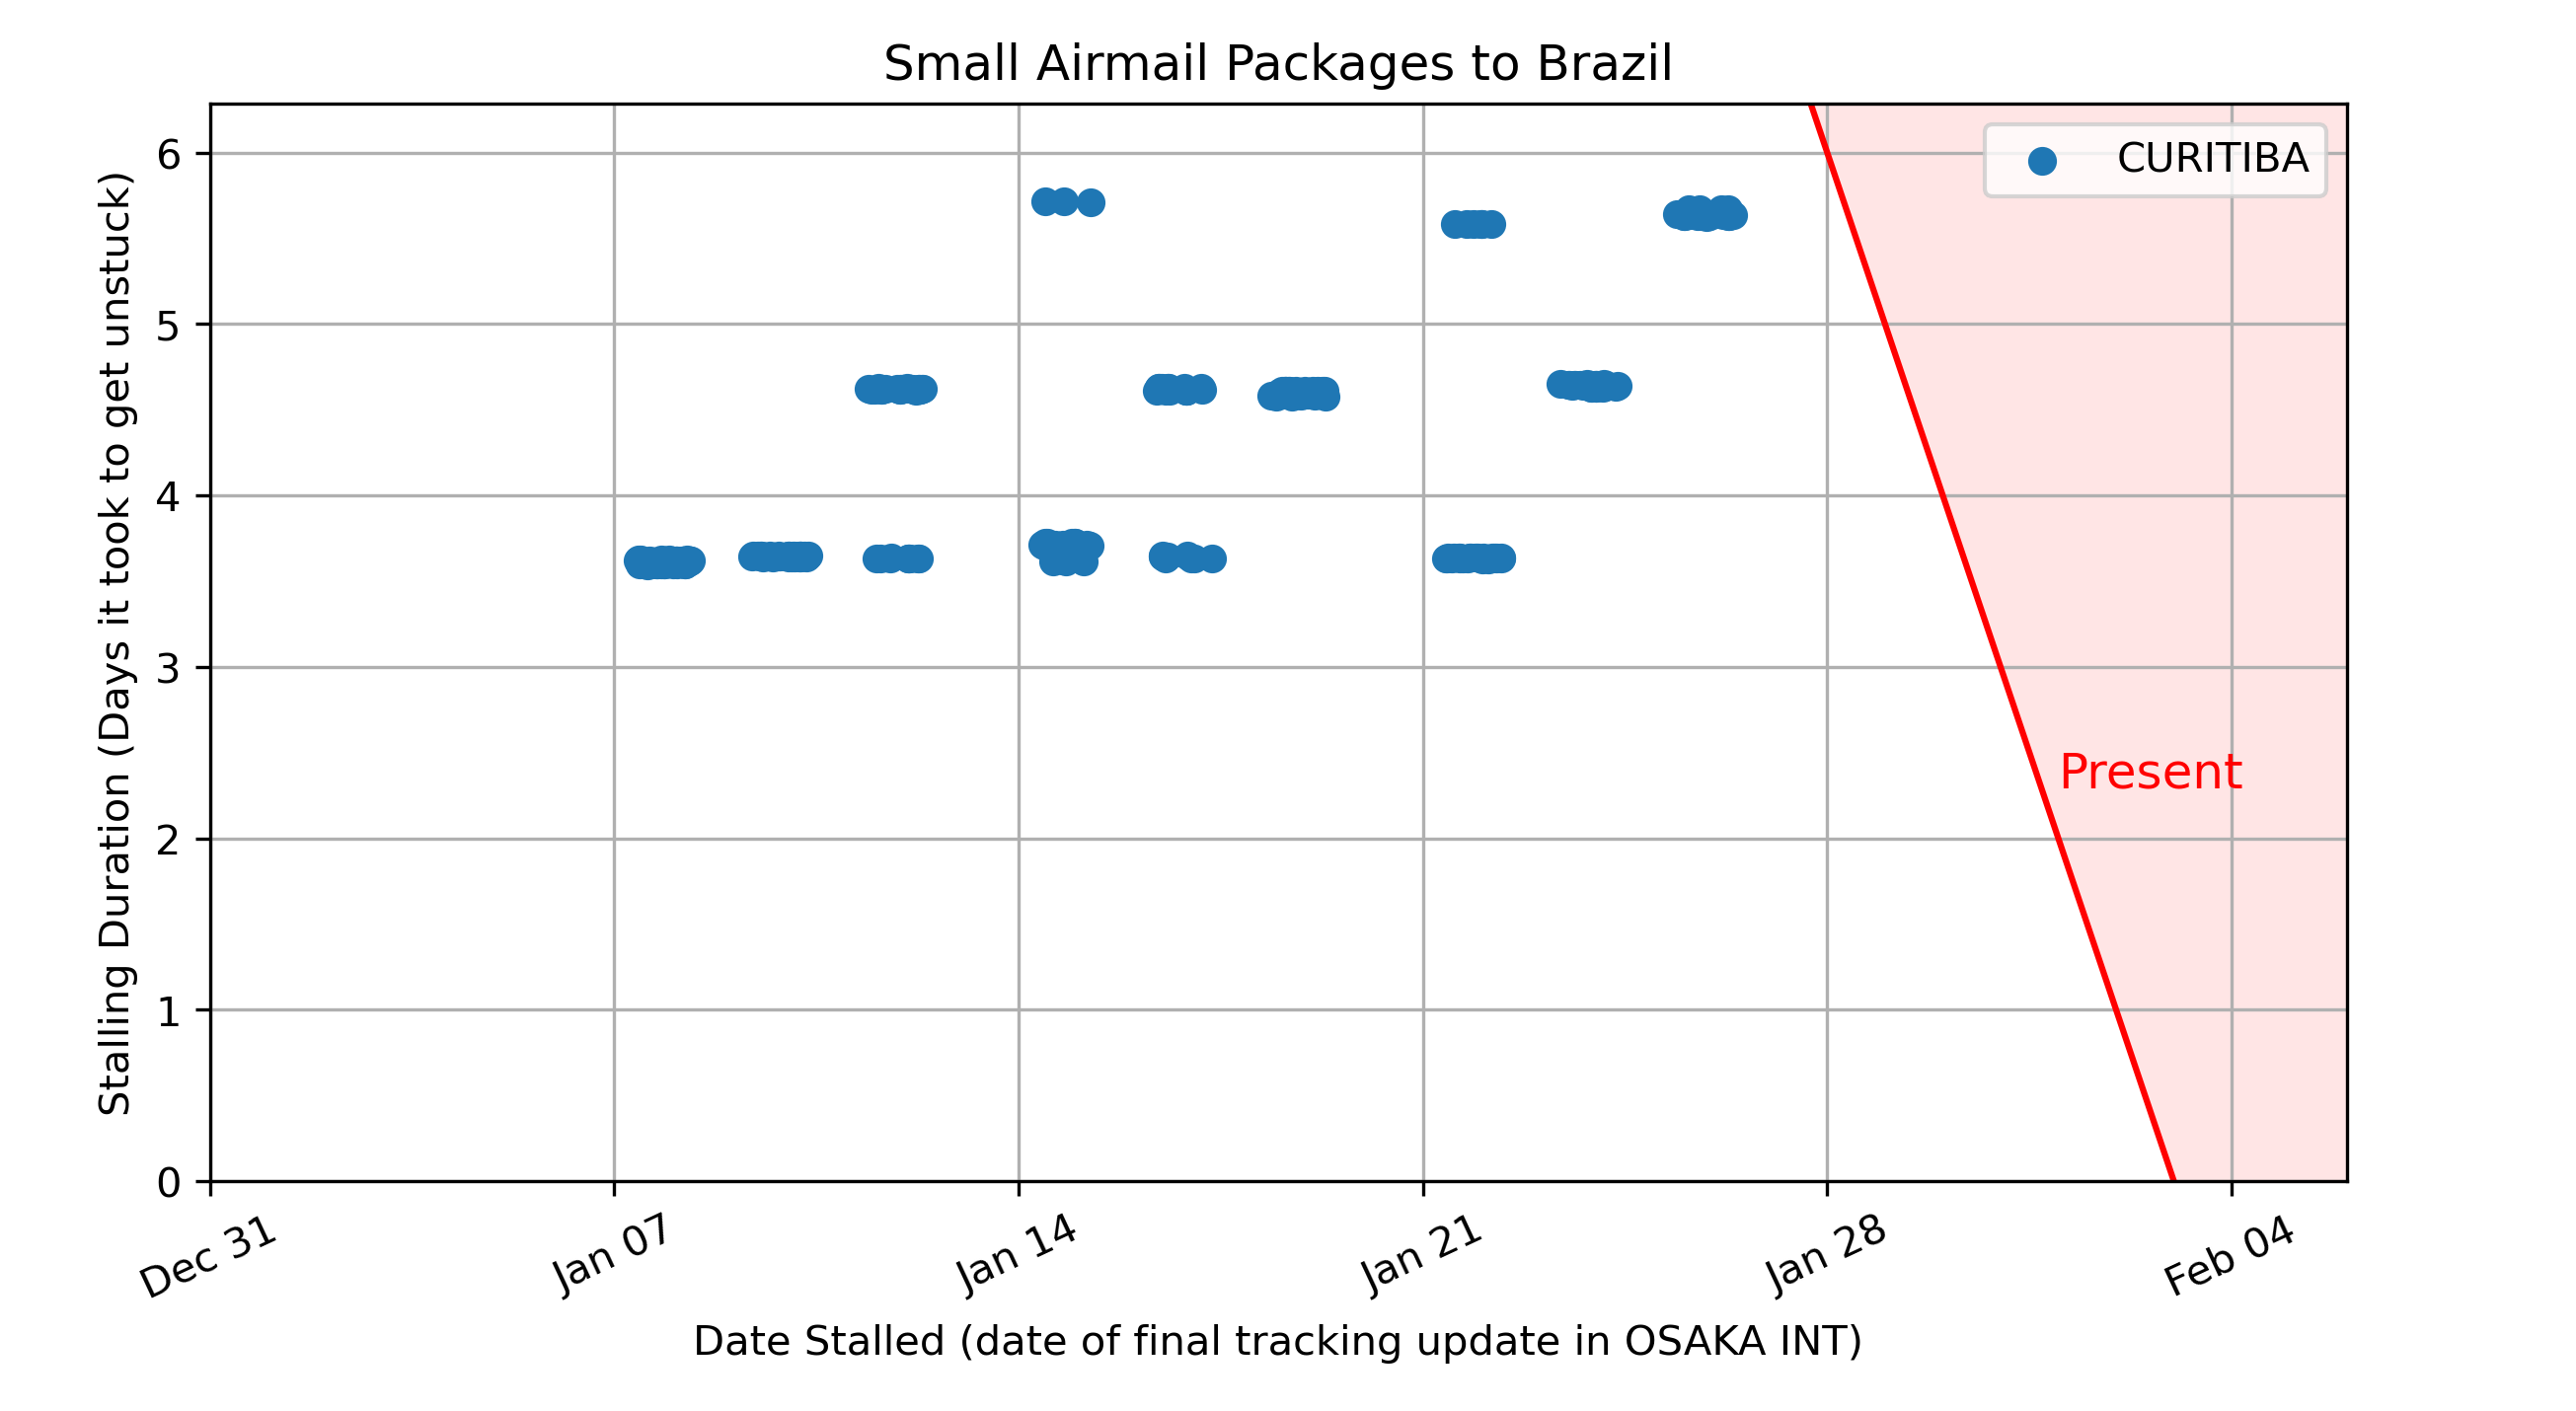 Small Airmail Packages to Brazil
CURITIBA
Stalling Duration (Days it took to get unstuck)
6
5
4
3
2
1
0
Present
Dec 31
Jan 07
Jan 14
Jan 21
Jan 28
Feb 04
Date Stalled (date of final tracking update in OSAKA INT)